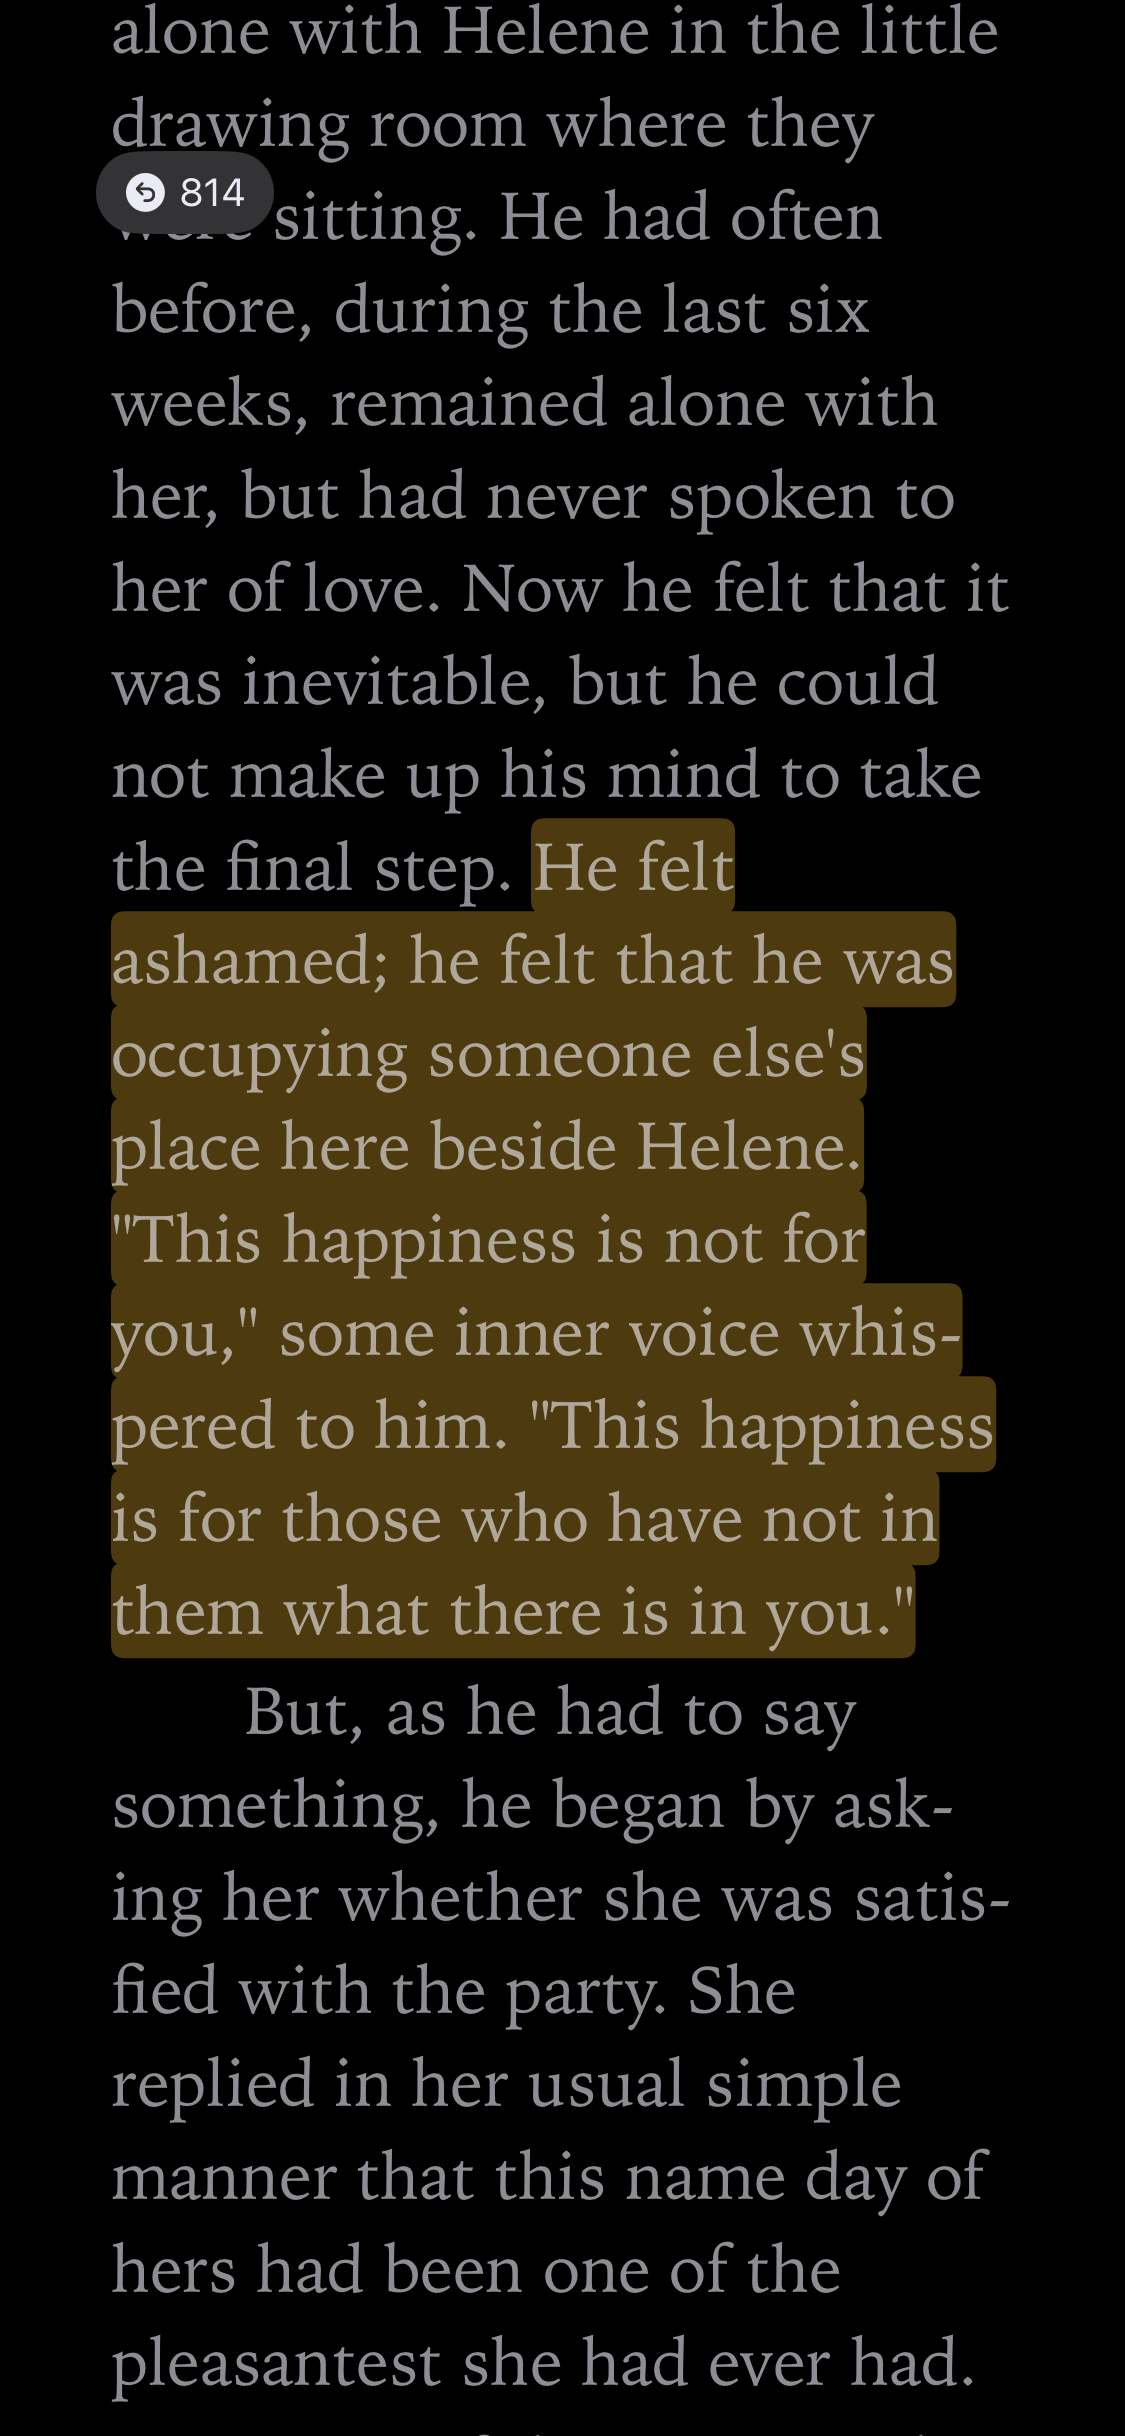 alone with Helene in the little
drawing room where they
814
were sitting. He had often
before, during the last six
weeks, remained alone with
her, but had never spoken to
her of love. Now he felt that it
was inevitable, but he could
not make up his mind to take
the final step. He felt
ashamed; he felt that he was
occupying someone else's
place here beside Helene.
"This happiness is not for
you," some inner voice whis-
pered to him. "This happiness
is for those who have not in
them what there is in you."
But, as he had to say
something, he began by ask-
ing her whether she was satis-
fied with the party. She
replied in her usual simple
manner that this name day of
hers had been one of the
pleasantest she had ever had.